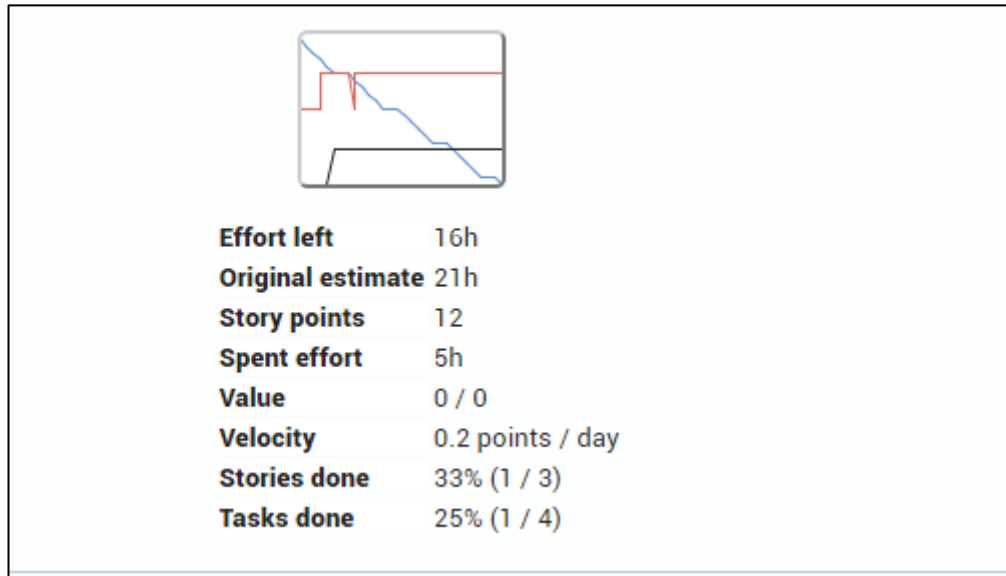 Effort left 16h
Original estimate 21h
Story points 12
Spent effort 5h
Value 0 / 0
Velocity 0.2 points / day
Stories done 33% (1 / 3)
Tasks done 25% (1 / 4)